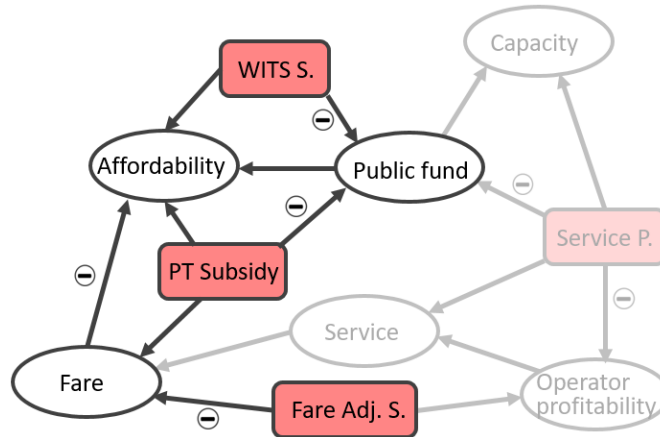 Capacity
WITS S.
⊖
Affordability
Public fund
⊖
⊖
Service P.
⊖
PT Subsidy
⊖
Service
Fare
Fare Adj. S.
Operator
profitability
⊖